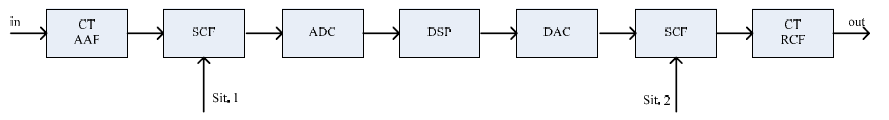 in
CT
AAF
SCF
ADC
DSP
DAC
SCF
CT
RCF
out
Sit. 1
Sit. 2